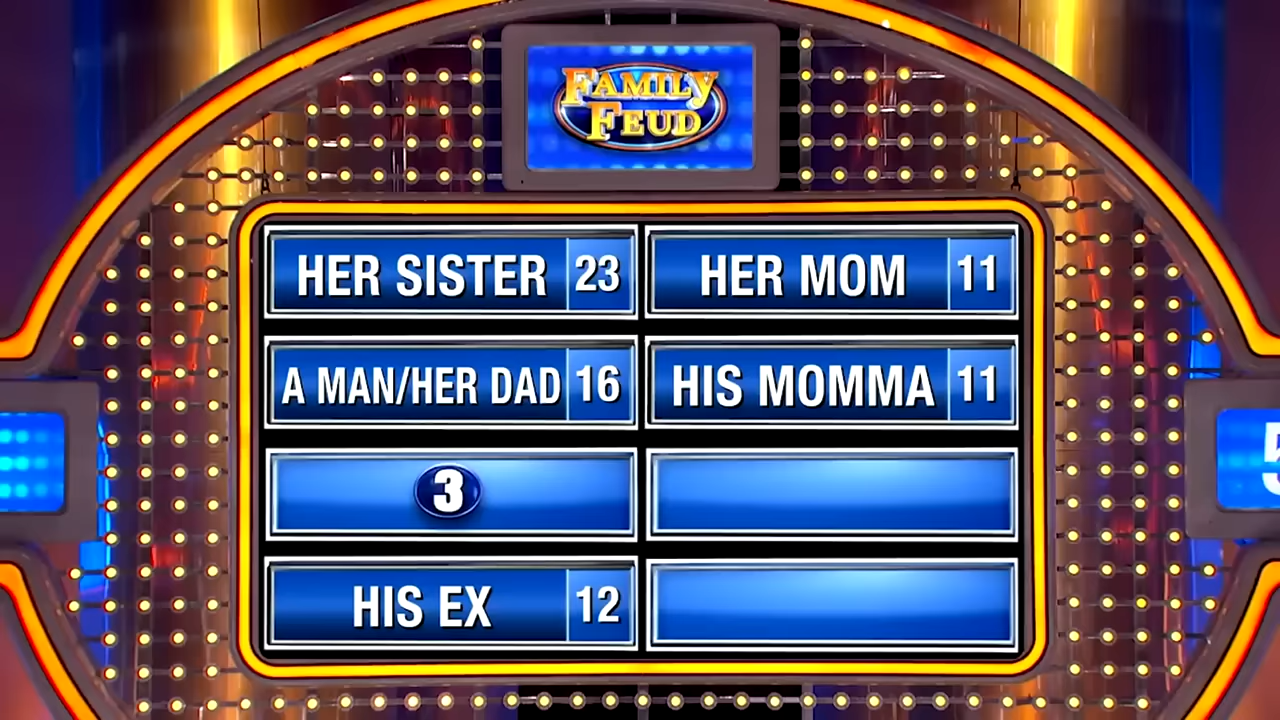 FAMILY
FEUD
HER SISTER 23
A MAN/HER DAD 16
3
HIS EX 12
HER MOM 11
HIS MOMMA 11
5